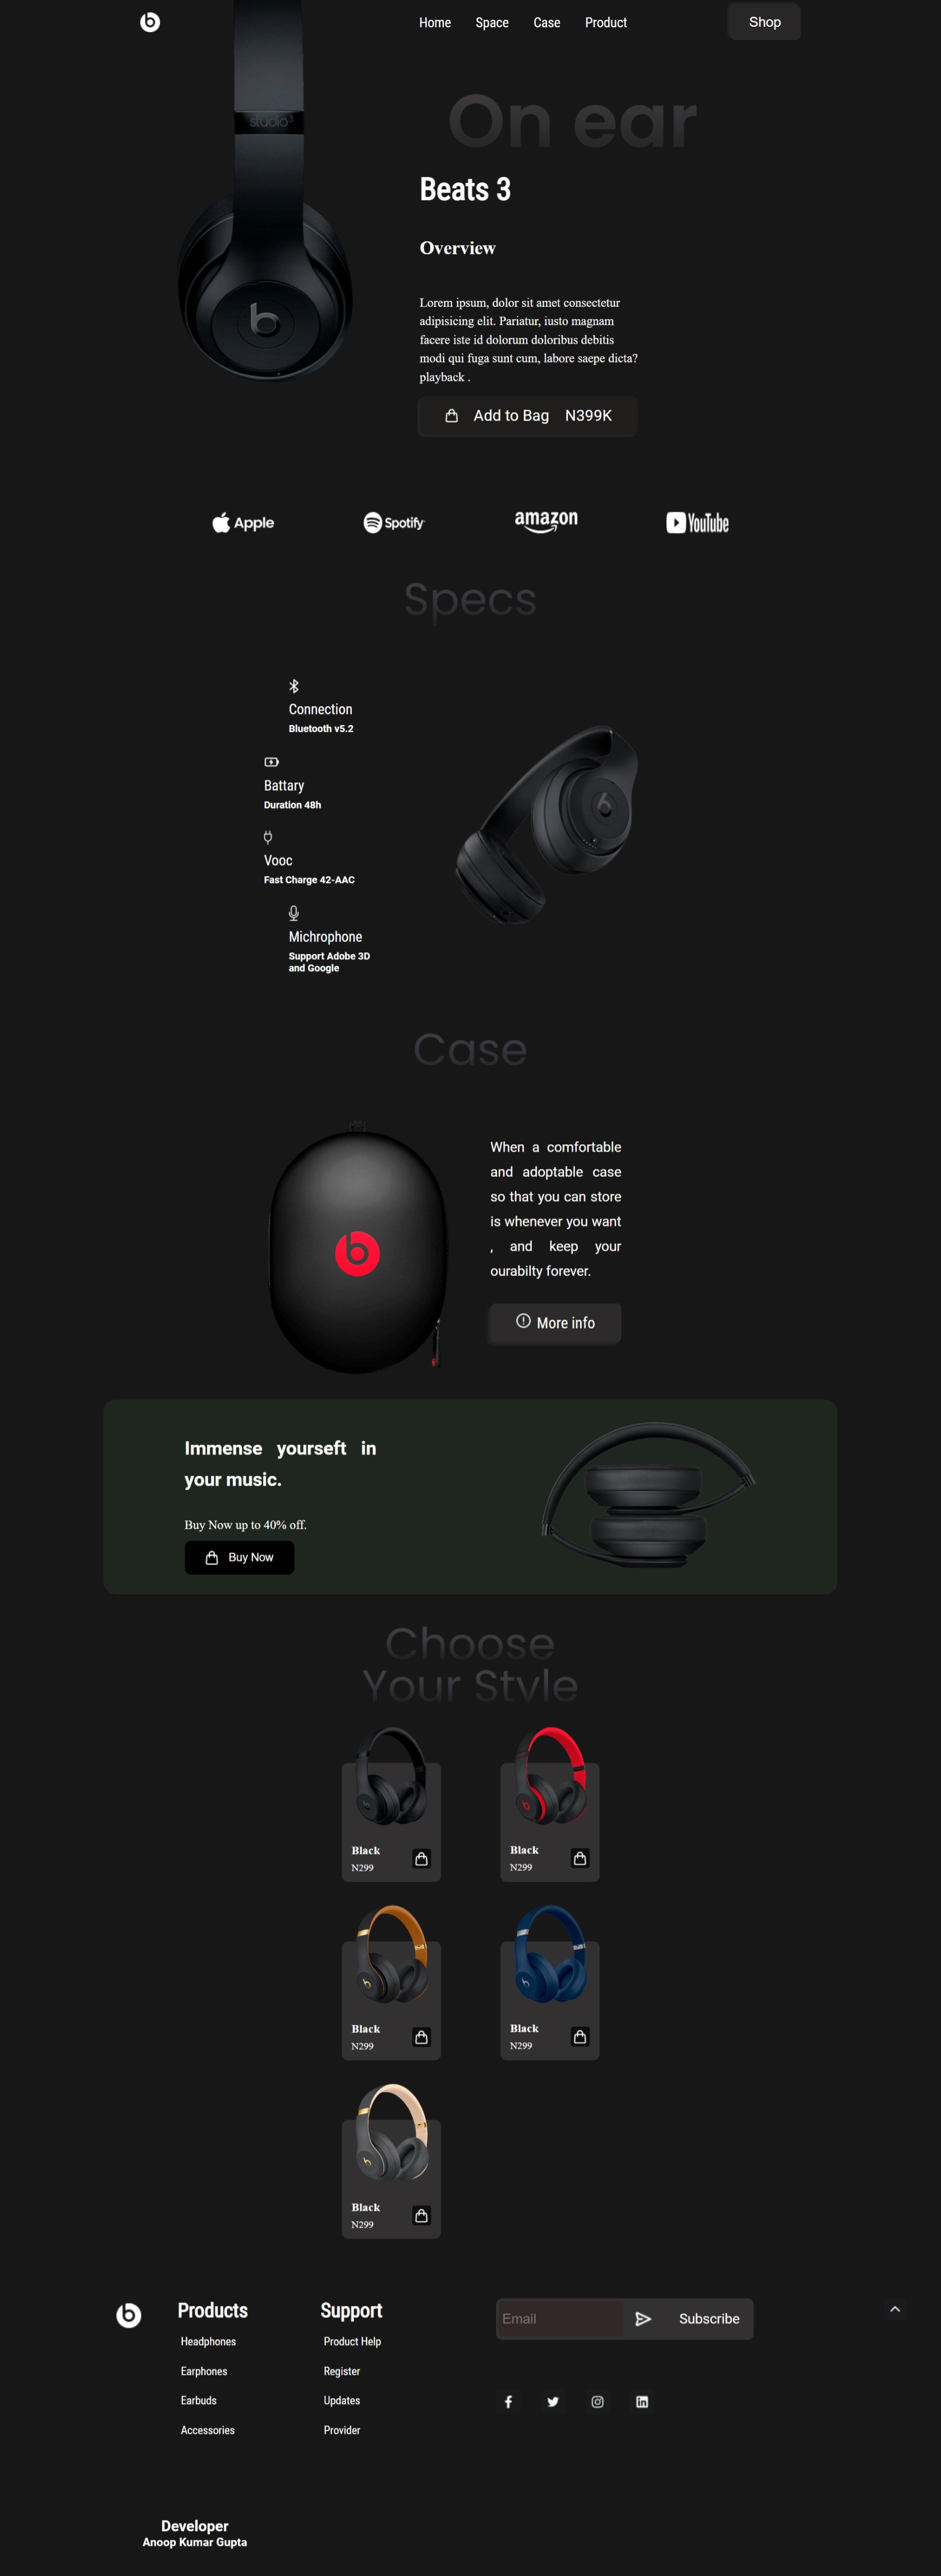 Home Space Case Product Shop
studio³
On ear
Beats 3
Overview
Lorem ipsum, dolor sit amet consectetur
adipisicing elit. Pariatur, iusto magnam
facere iste id dolorum doloribus debitis
modi qui fuga sunt cum, labore saepe dicta?
playback .
Add to Bag N399K
Apple Spotify amazon YouTube
Specs
Connection
Bluetooth v5.2
Battary
Duration 48h
Vooc
Fast Charge 42-AAC
Michrophone
Support Adobe 3D
and Google
Case
When a comfortable
and adoptable case
so that you can store
is whenever you want
, and keep your
ourabilty forever.
More info
Immense yourseft in
your music.
Buy Now up to 40% off.
Buy Now
Choose
Your Style
Black
N299
Black
N299
Black
N299
Black
N299
Black
N299
Products
Headphones
Earphones
Earbuds
Accessories
Support
Product Help
Register
Updates
Provider
Email Subscribe
Developer
Anoop Kumar Gupta